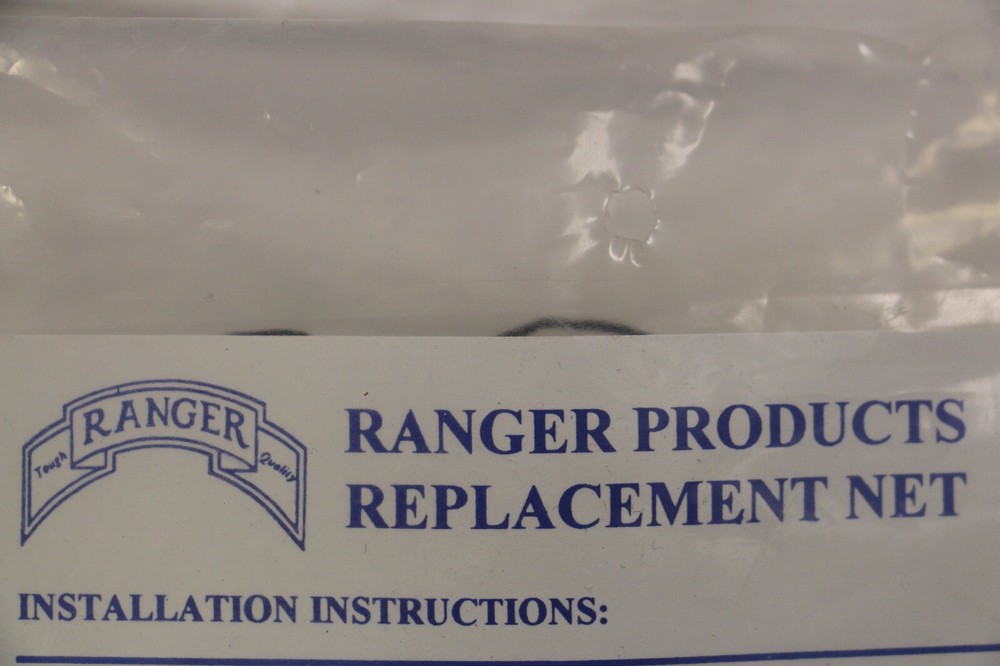 RANGER
Tough Quality
RANGER PRODUCTS
REPLACEMENT NET
INSTALLATION INSTRUCTIONS: